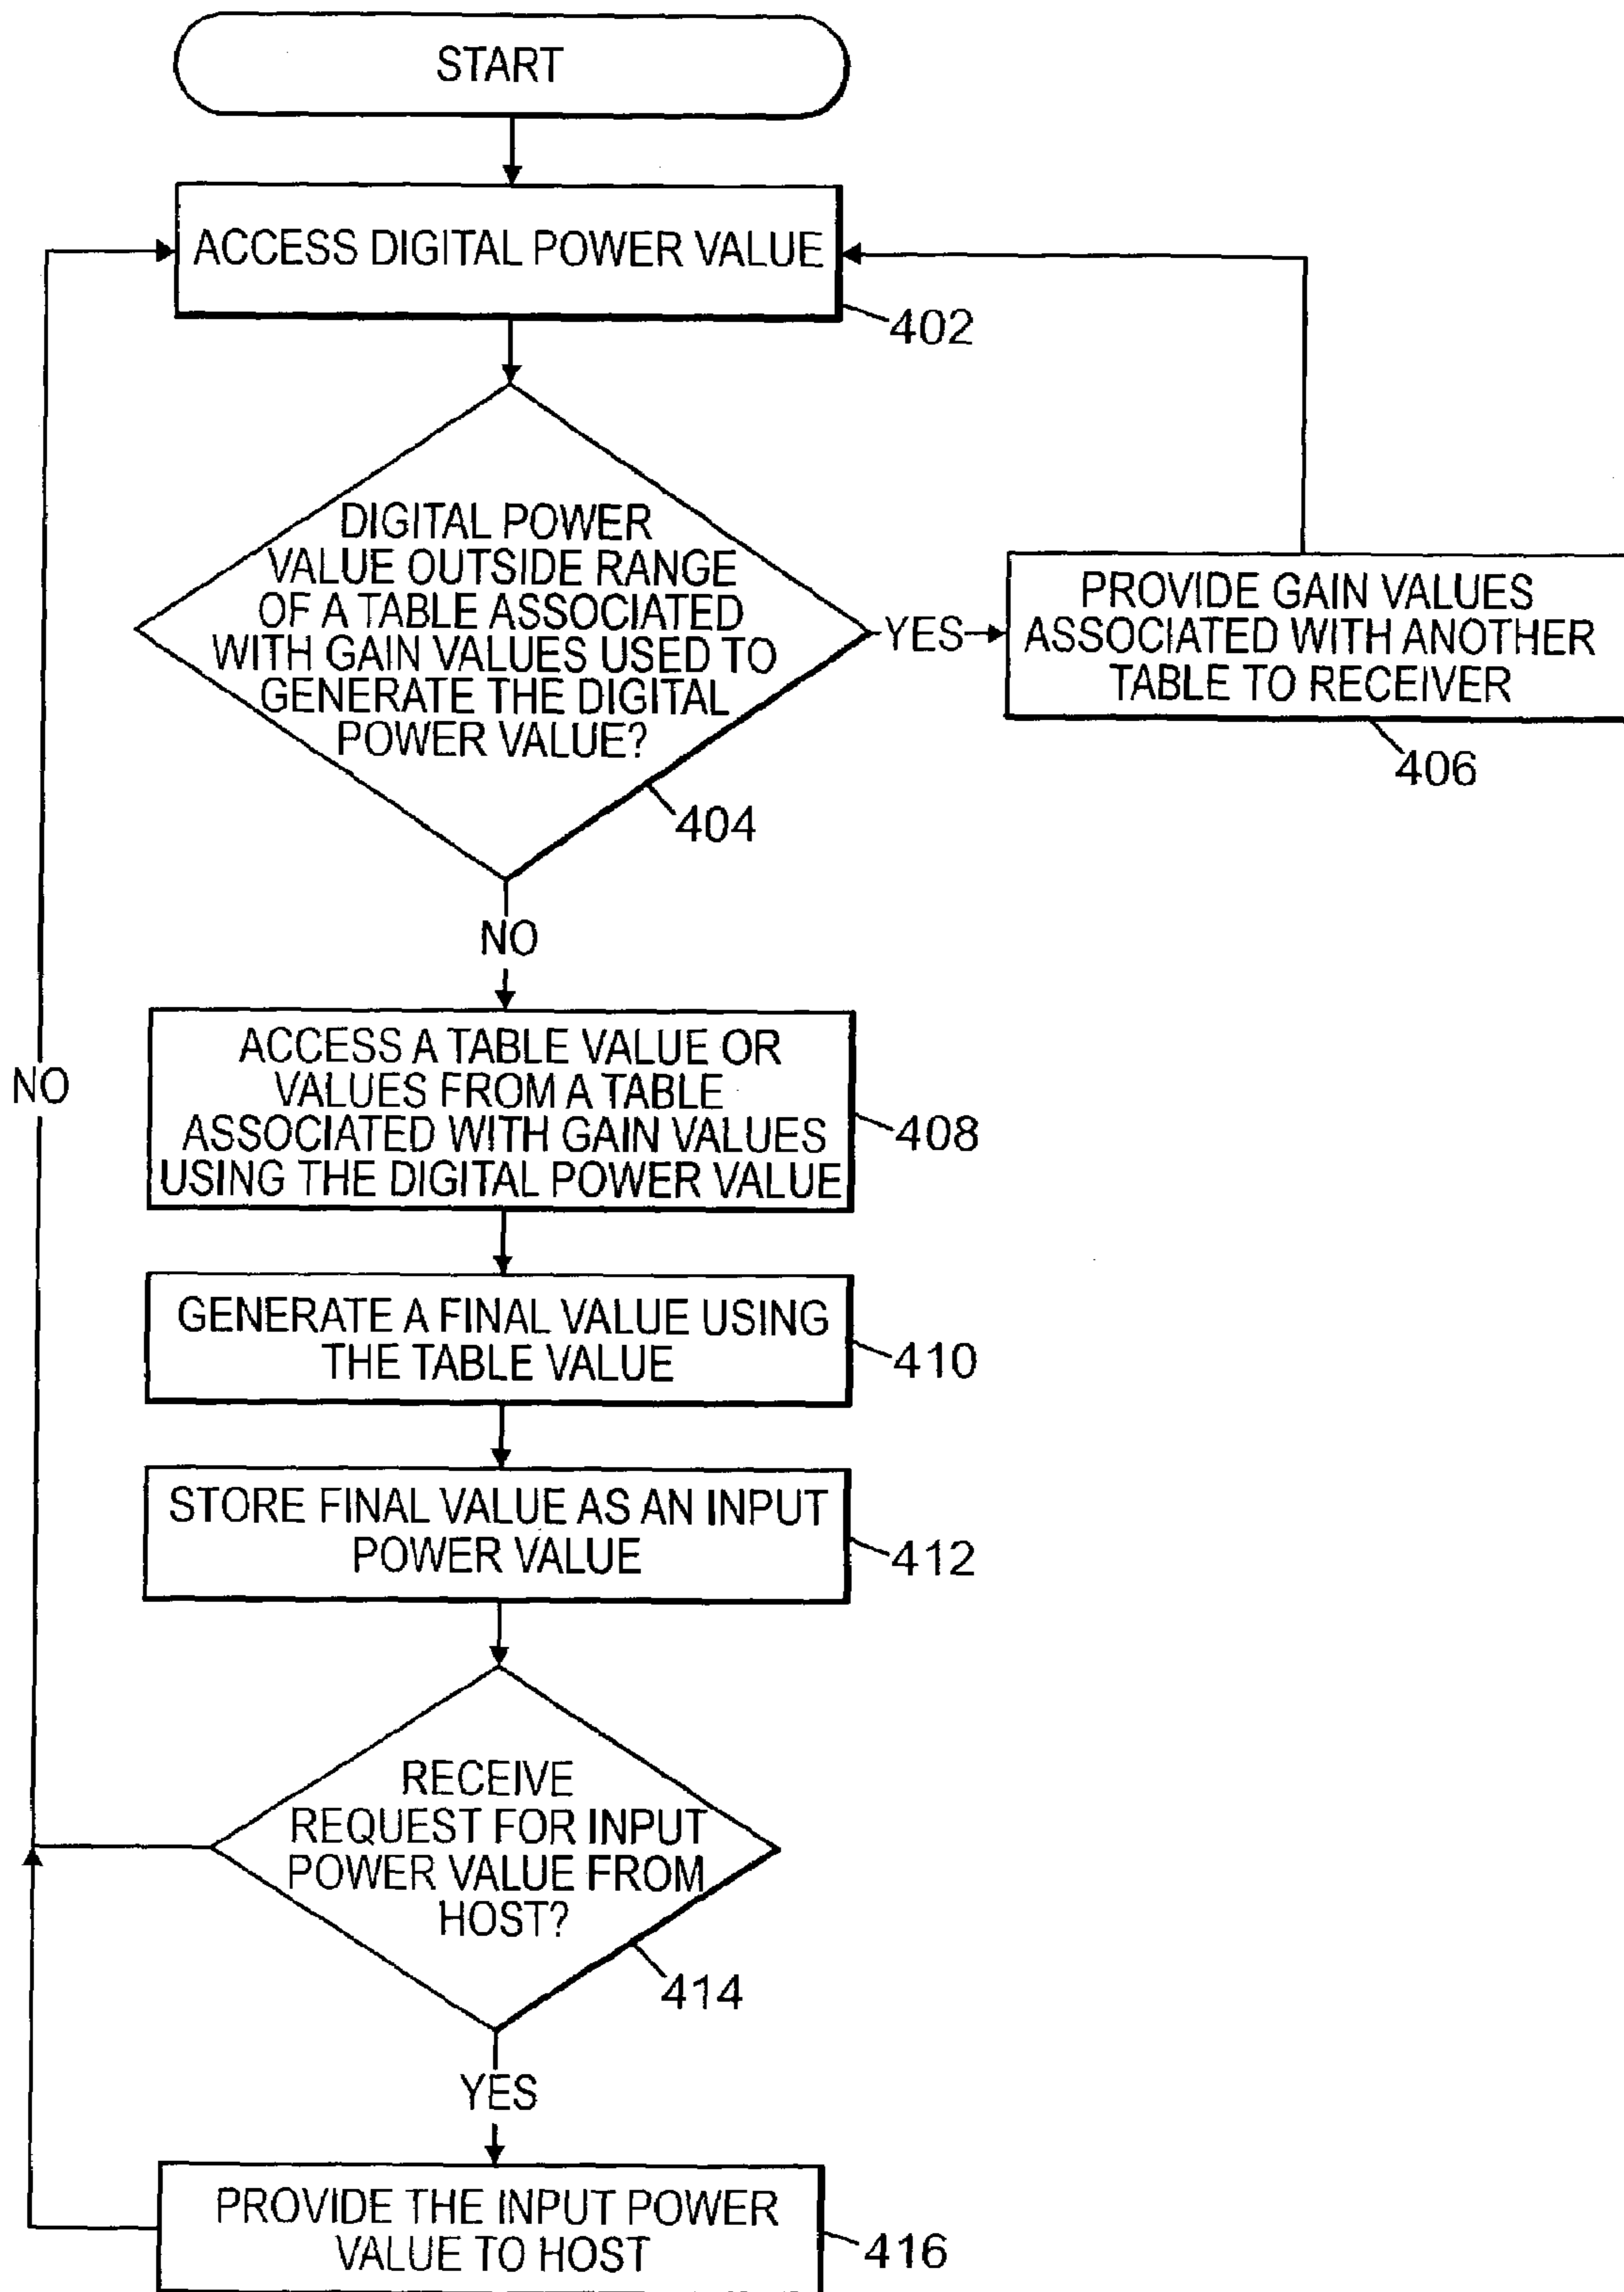 START
ACCESS DIGITAL POWER VALUE
402
DIGITAL POWER
VALUE OUTSIDE RANGE
OF A TABLE ASSOCIATED
WITH GAIN VALUES USED TO
GENERATE THE DIGITAL
POWER VALUE?
404
YES
PROVIDE GAIN VALUES
ASSOCIATED WITH ANOTHER
TABLE TO RECEIVER
406
NO
ACCESS A TABLE VALUE OR
VALUES FROM A TABLE
ASSOCIATED WITH GAIN VALUES
USING THE DIGITAL POWER VALUE
408
NO
GENERATE A FINAL VALUE USING
THE TABLE VALUE
410
STORE FINAL VALUE AS AN INPUT
POWER VALUE
412
RECEIVE
REQUEST FOR INPUT
POWER VALUE FROM
HOST?
414
YES
PROVIDE THE INPUT POWER
VALUE TO HOST
416